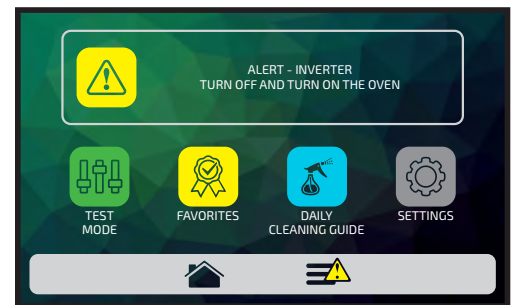 ALERT - INVERTER
TURN OFF AND TURN ON THE OVEN
TEST
MODE
FAVORITES
DAILY
CLEANING GUIDE
SETTINGS